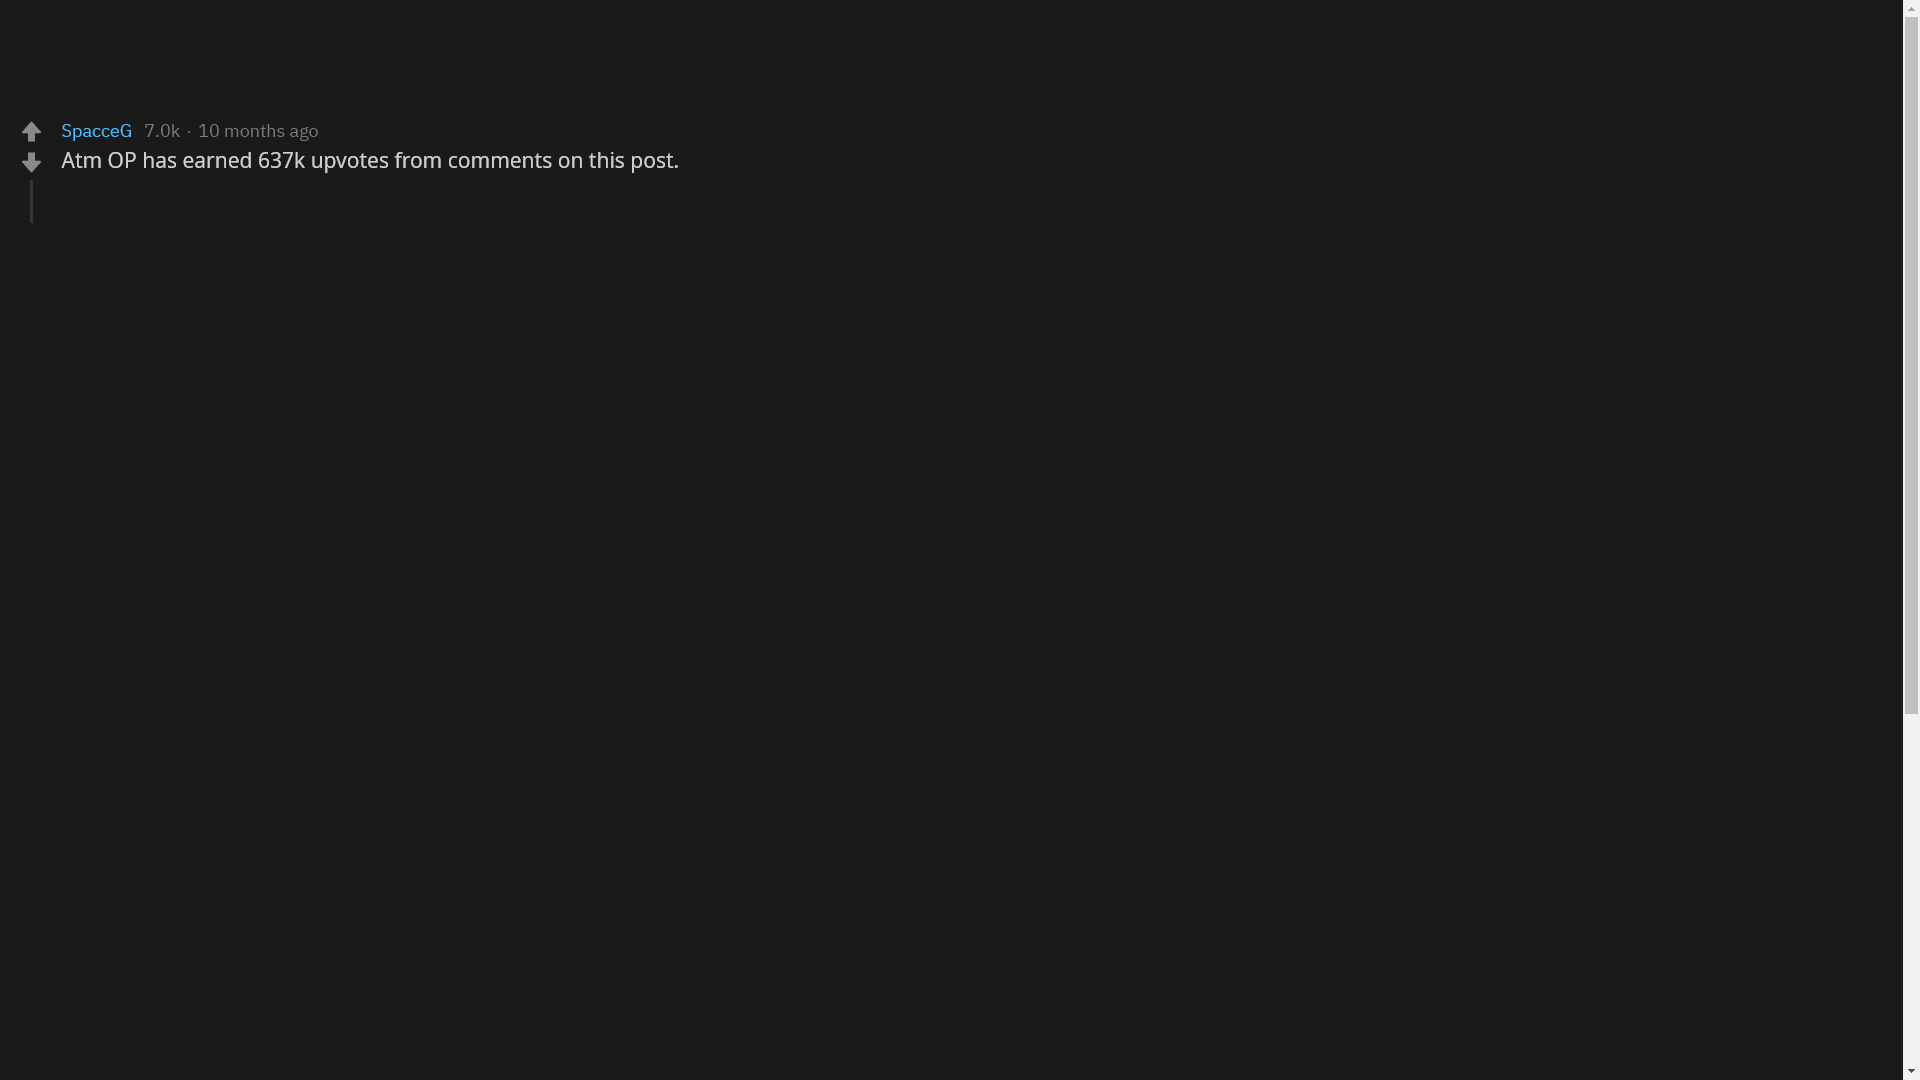 SpacceG 7.0k · 10 months ago
Atm OP has earned 637k upvotes from comments on this post.